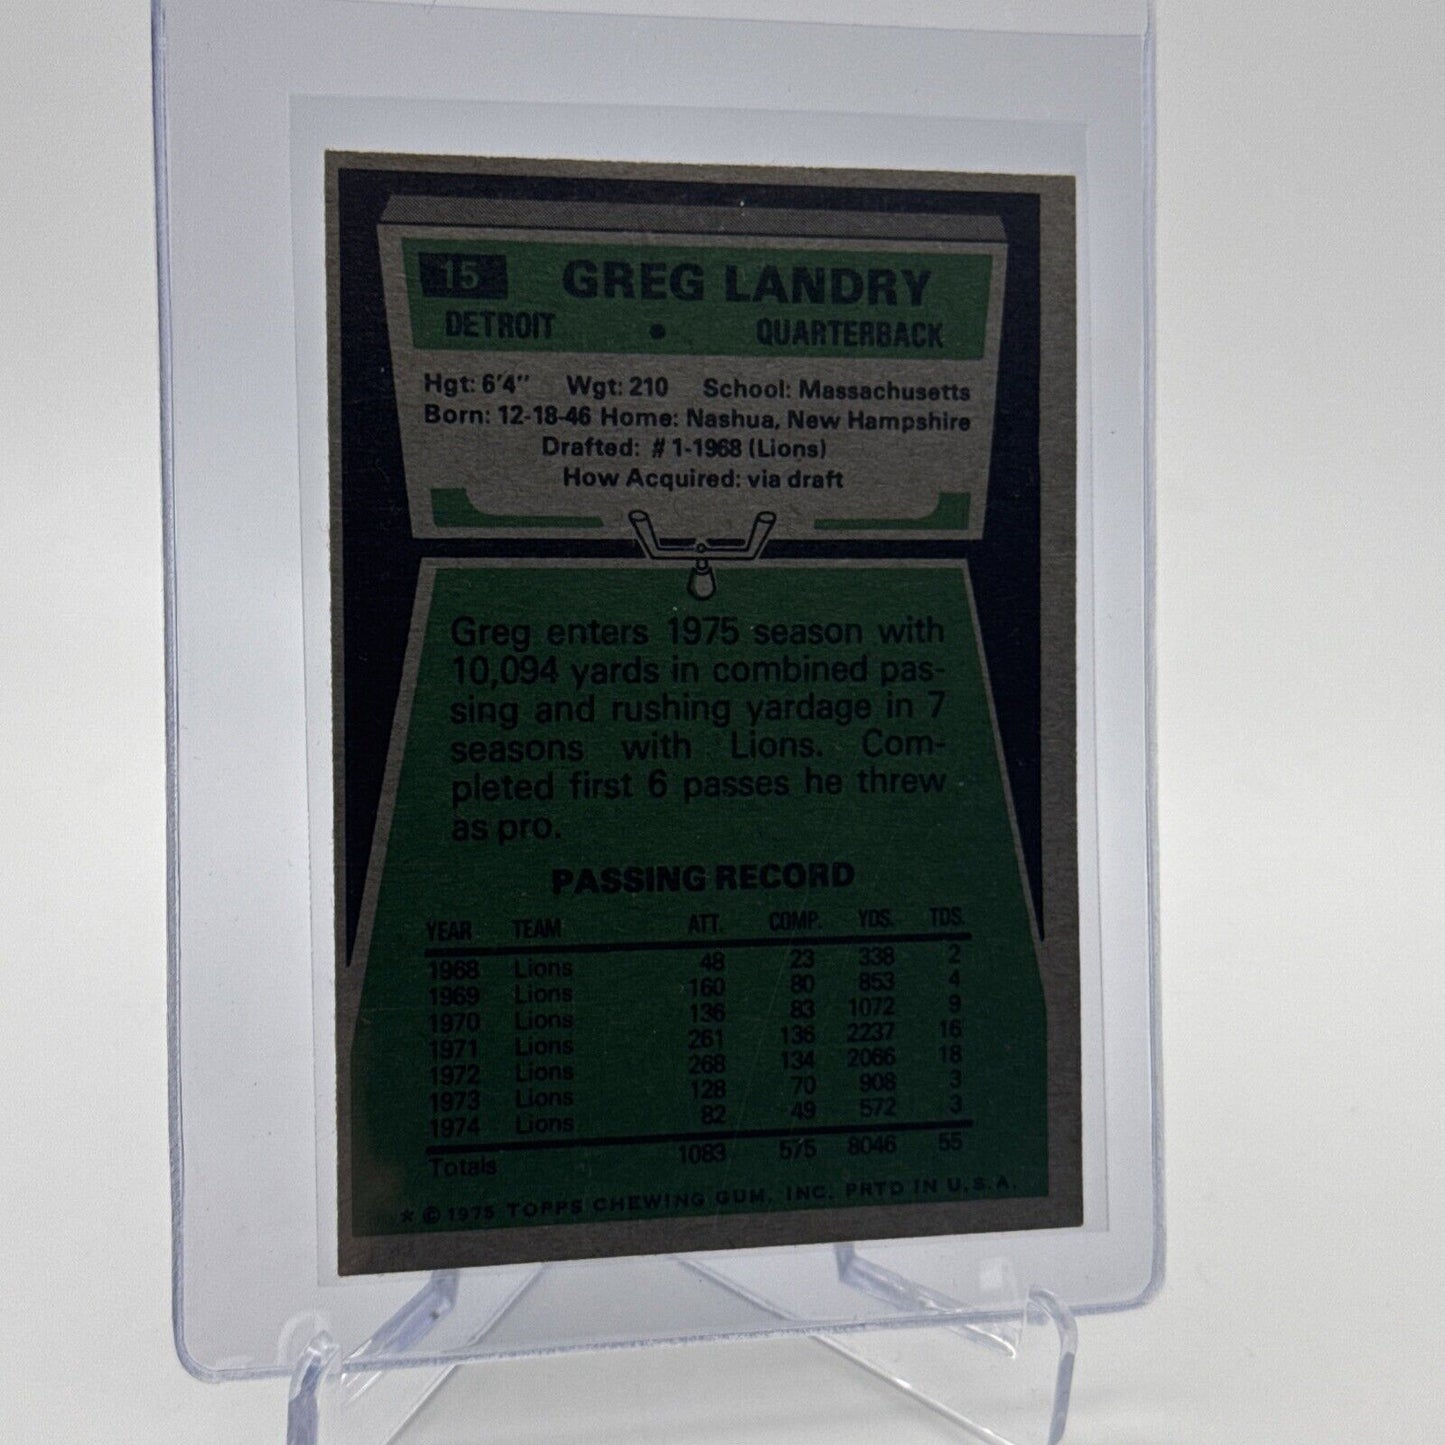 15 GREG LANDRY
DETROIT • QUARTERBACK
Hgt: 6'4" Wgt: 210 School: Massachusetts
Born: 12-18-46 Home: Nashua, New Hampshire
Drafted: #1-1968 (Lions)
How Acquired: via draft
Greg enters 1975 season with
10,094 yards in combined pas-
sing and rushing yardage in 7
seasons with Lions. Com-
pleted first 6 passes he threw
as pro.
PASSING RECORD
YEAR TEAM ATT. COMP. YDS. TDS.
1968 Lions 48 23 338 2
1969 Lions 160 80 853 4
1970 Lions 136 83 1072 9
1971 Lions 261 136 2237 16
1972 Lions 268 134 2066 18
1973 Lions 128 70 908 3
1974 Lions 82 49 572 3
Totals 1083 575 8046 55
* © 1975 TOPPS CHEWING GUM, INC. PRTD IN U.S.A.